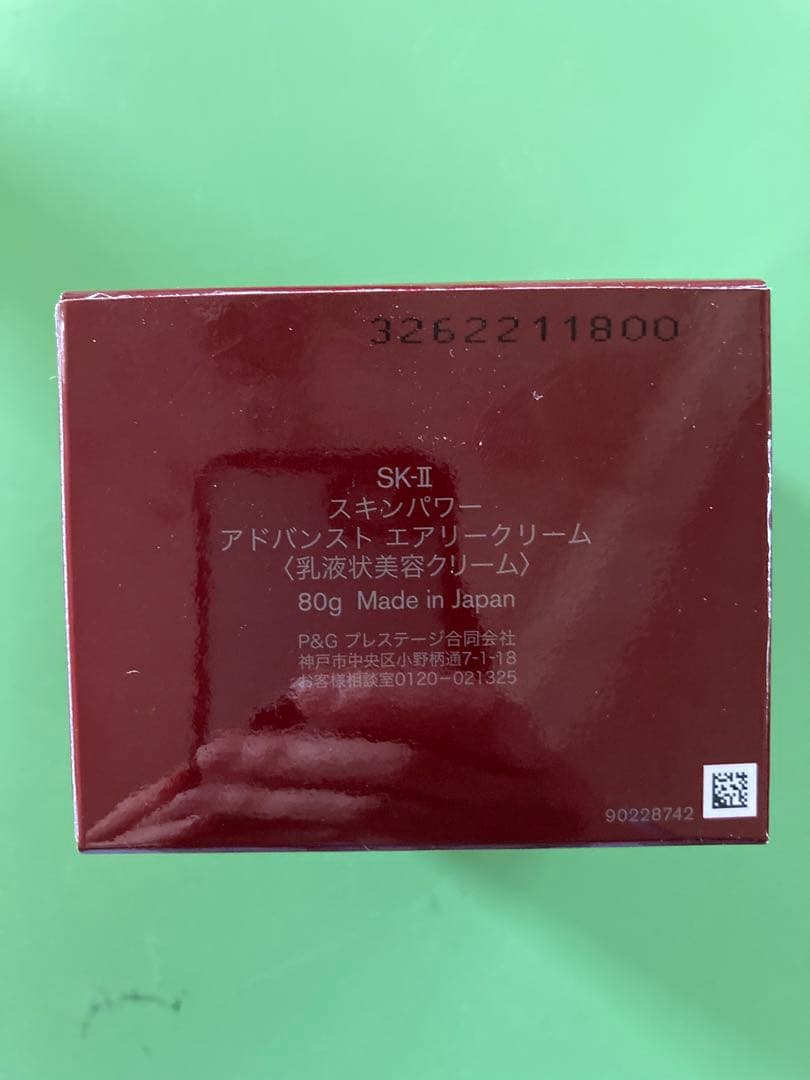 3262211800
SK-Ⅱ
スキンパワー
アドバンスト エアリークリーム
〈乳液状美容クリーム〉
80g Made in Japan
P&G プレステージ合同会社
神戸市中央区小野柄通7-1-18
お客様相談室0120-021325
90228742